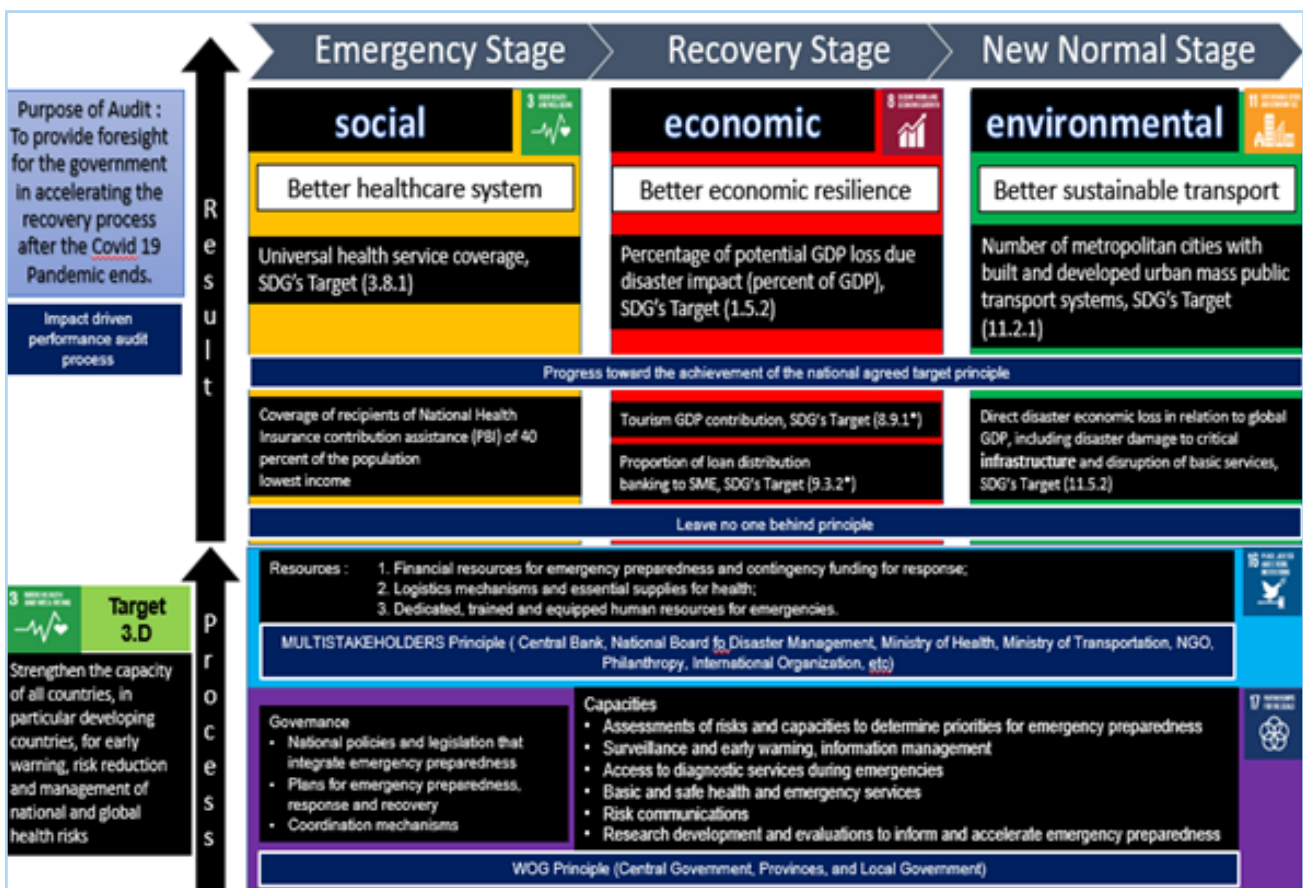 Emergency Stage
Recovery Stage
New Normal Stage
Purpose of Audit :
To provide foresight
for the government
in accelerating the
recovery process
after the Covid 19
Pandemic ends.
Impact driven
performance audit
process
Result
social
3
economic
8
environmental
11
Better healthcare system
Better economic resilience
Better sustainable transport
Universal health service coverage,
SDG's Target (3.8.1)
Percentage of potential GDP loss due
disaster impact (percent of GDP),
SDG's Target (1.5.2)
Number of metropolitan cities with
built and developed urban mass public
transport systems, SDG's Target
(11.2.1)
Progress toward the achievement of the national agreed target principle
Coverage of recipients of National Health
Insurance contribution assistance (PBI) of 40
percent of the population
lowest income
Tourism GDP contribution, SDG's Target (8.9.1*)
Proportion of loan distribution
banking to SME, SDG's Target (9.3.2*)
Direct disaster economic loss in relation to global
GDP, including disaster damage to critical
infrastructure and disruption of basic services,
SDG's Target (11.5.2)
Leave no one behind principle
3
Target
3.D
Strengthen the capacity
of all countries, in
particular developing
countries, for early
warning, risk reduction
and management of
national and global
health risks
Process
Resources :
1. Financial resources for emergency preparedness and contingency funding for response;
2. Logistics mechanisms and essential supplies for health;
3. Dedicated, trained and equipped human resources for emergencies.
16
MULTISTAKEHOLDERS Principle ( Central Bank, National Board fo Disaster Management, Ministry of Health, Ministry of Transportation, NGO,
Philanthropy, International Organization, etc)
Governance
• National policies and legislation that
integrate emergency preparedness
• Plans for emergency preparedness,
response and recovery
• Coordination mechanisms
Capacities
• Assessments of risks and capacities to determine priorities for emergency preparedness
• Surveillance and early warning, information management
• Access to diagnostic services during emergencies
• Basic and safe health and emergency services
• Risk communications
• Research development and evaluations to inform and accelerate emergency preparedness
17
WOG Principle (Central Government, Provinces, and Local Government)